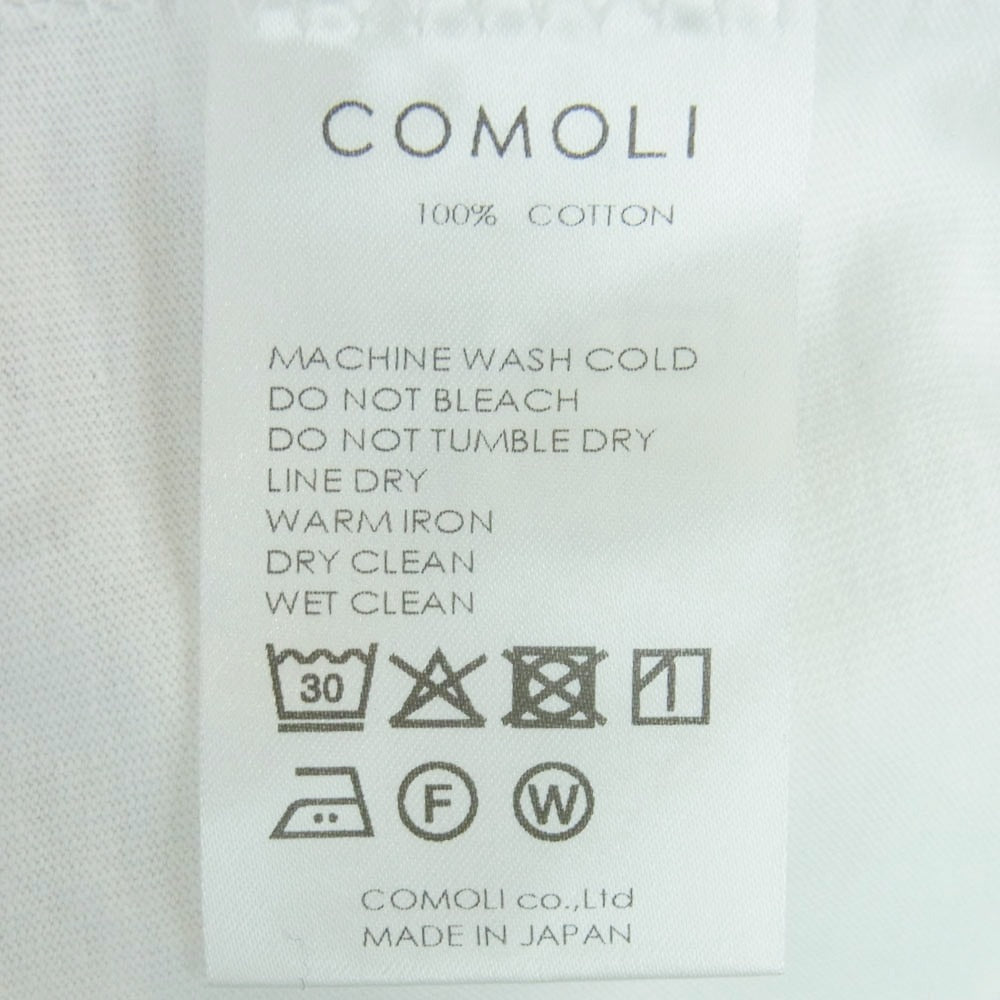 COMOLI
100% COTTON
MACHINE WASH COLD
DO NOT BLEACH
DO NOT TUMBLE DRY
LINE DRY
WARM IRON
DRY CLEAN
WET CLEAN
30
F W
COMOLI co.,Ltd
MADE IN JAPAN